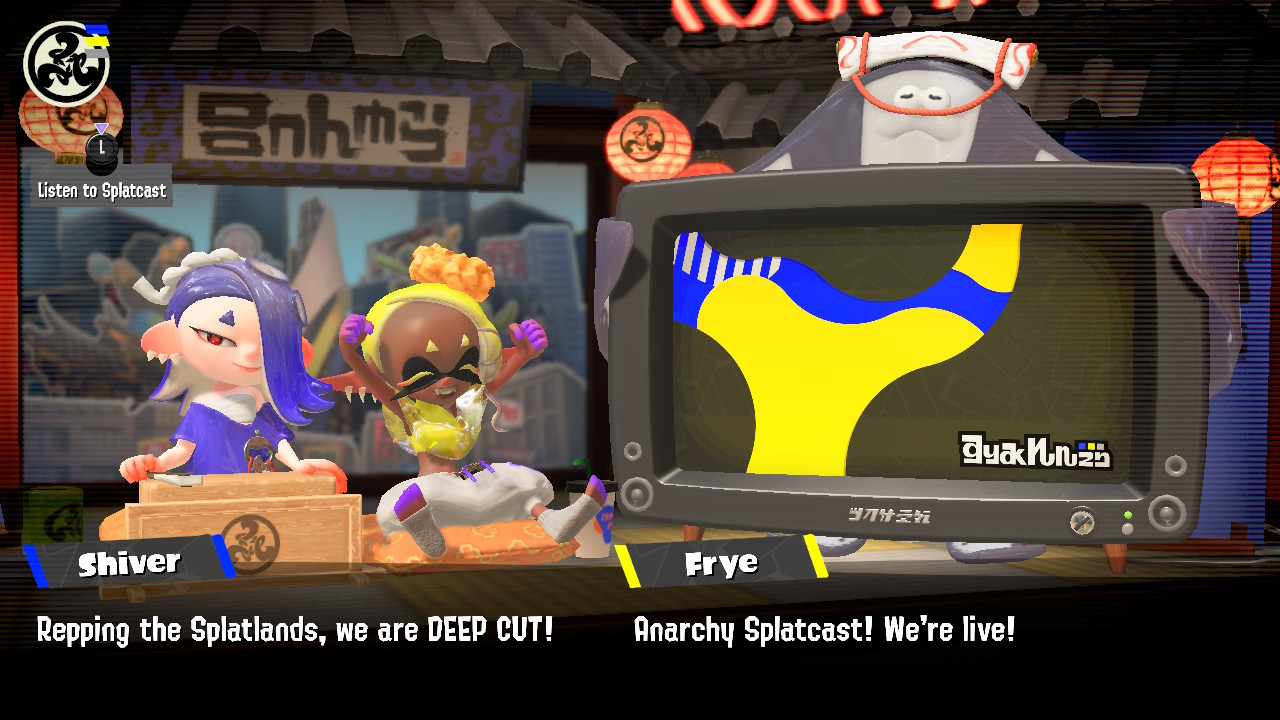 L
Listen to Splatcast
Shiver
Frye
Repping the Splatlands, we are DEEP CUT!
Anarchy Splatcast! We're live!